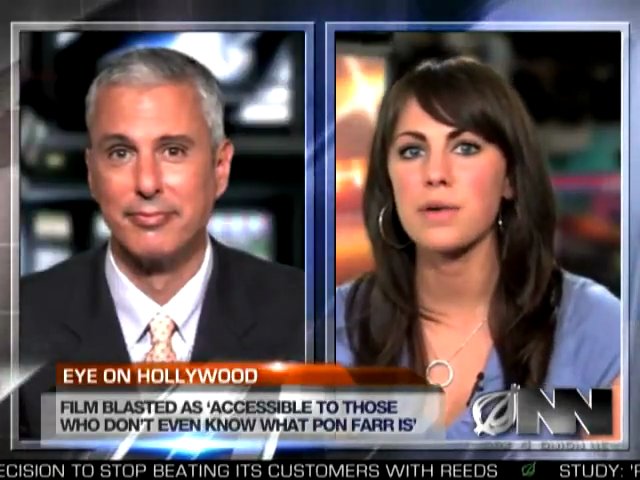 EYE ON HOLLYWOOD
FILM BLASTED AS 'ACCESSIBLE TO THOSE
WHO DON'T EVEN KNOW WHAT PON FARR IS'
NN
ECISION TO STOP BEATING ITS CUSTOMERS WITH REEDS STUDY: 'F